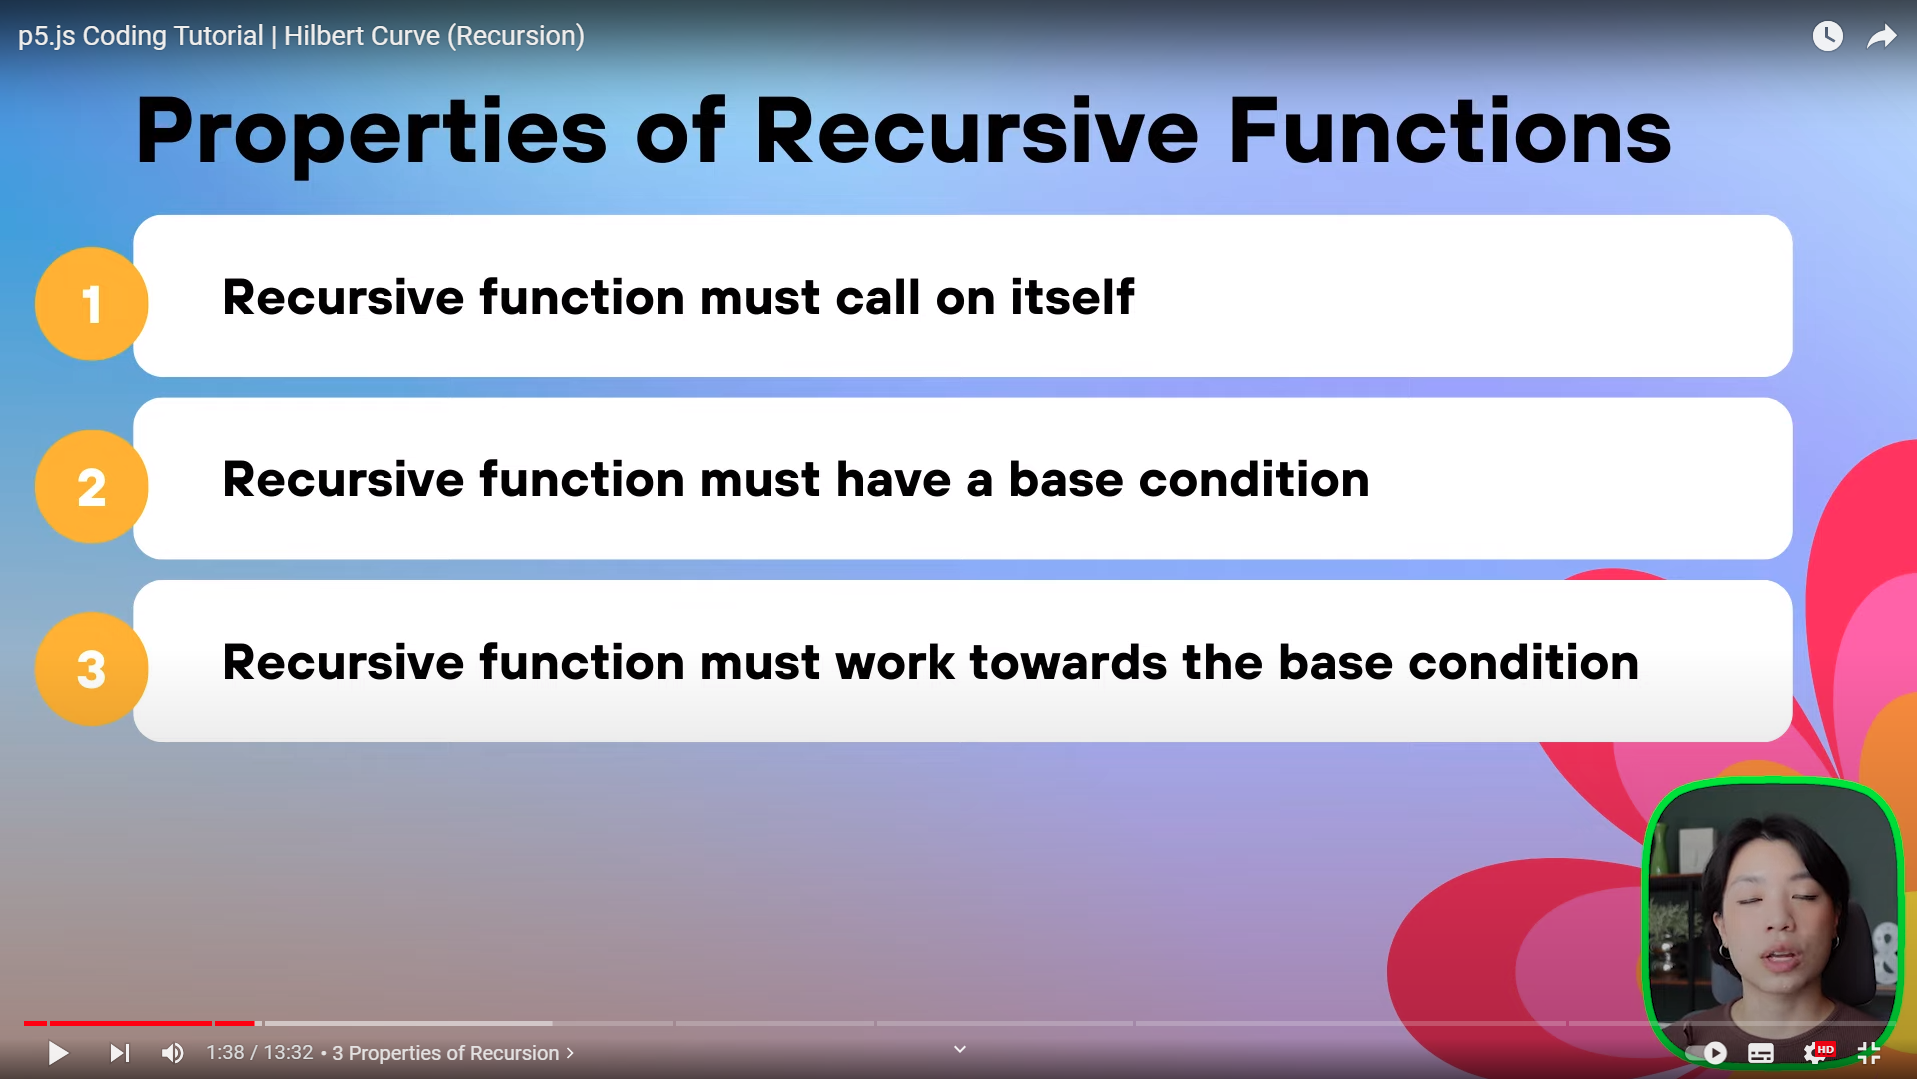 p5.js Coding Tutorial | Hilbert Curve (Recursion)
Properties of Recursive Functions
1
Recursive function must call on itself
2
Recursive function must have a base condition
3
Recursive function must work towards the base condition
1:38 / 13:32 • 3 Properties of Recursion
HD